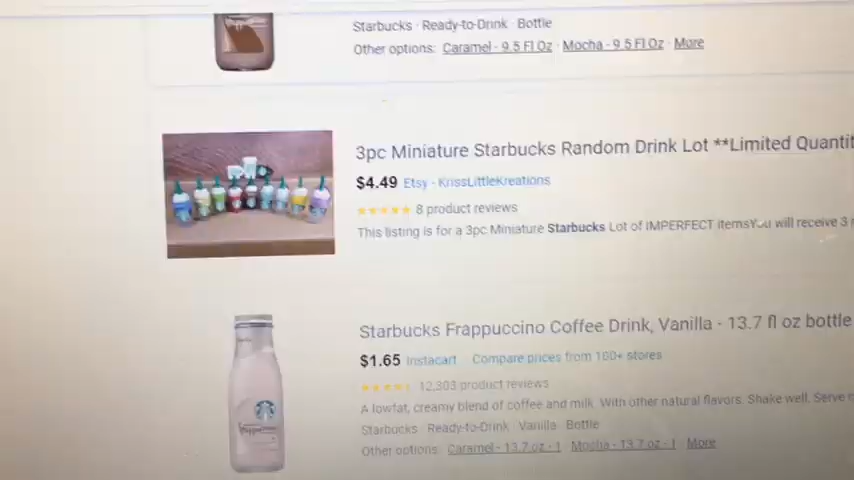 Starbucks · Ready-to-Drink · Bottle
Other options: Caramel - 9.5 Fl Oz · Mocha - 9.5 Fl Oz · More
3pc Miniature Starbucks Random Drink Lot **Limited Quantit
$4.49 Etsy - KrissLittleKreations
8 product reviews
This listing is for a 3pc Miniature Starbucks Lot of IMPERFECT itemsYou will receive 3
Starbucks Frappuccino Coffee Drink, Vanilla - 13.7 fl oz bottle
$1.65 Instacart Compare prices from 100+ stores
12,303 product reviews
A lowfat, creamy blend of coffee and milk. With other natural flavors. Shake well. Serve
Starbucks · Ready-to-Drink · Vanilla · Bottle
Other options: Caramel - 13.7 oz - 1 · Mocha - 13.7 oz - 1 · More